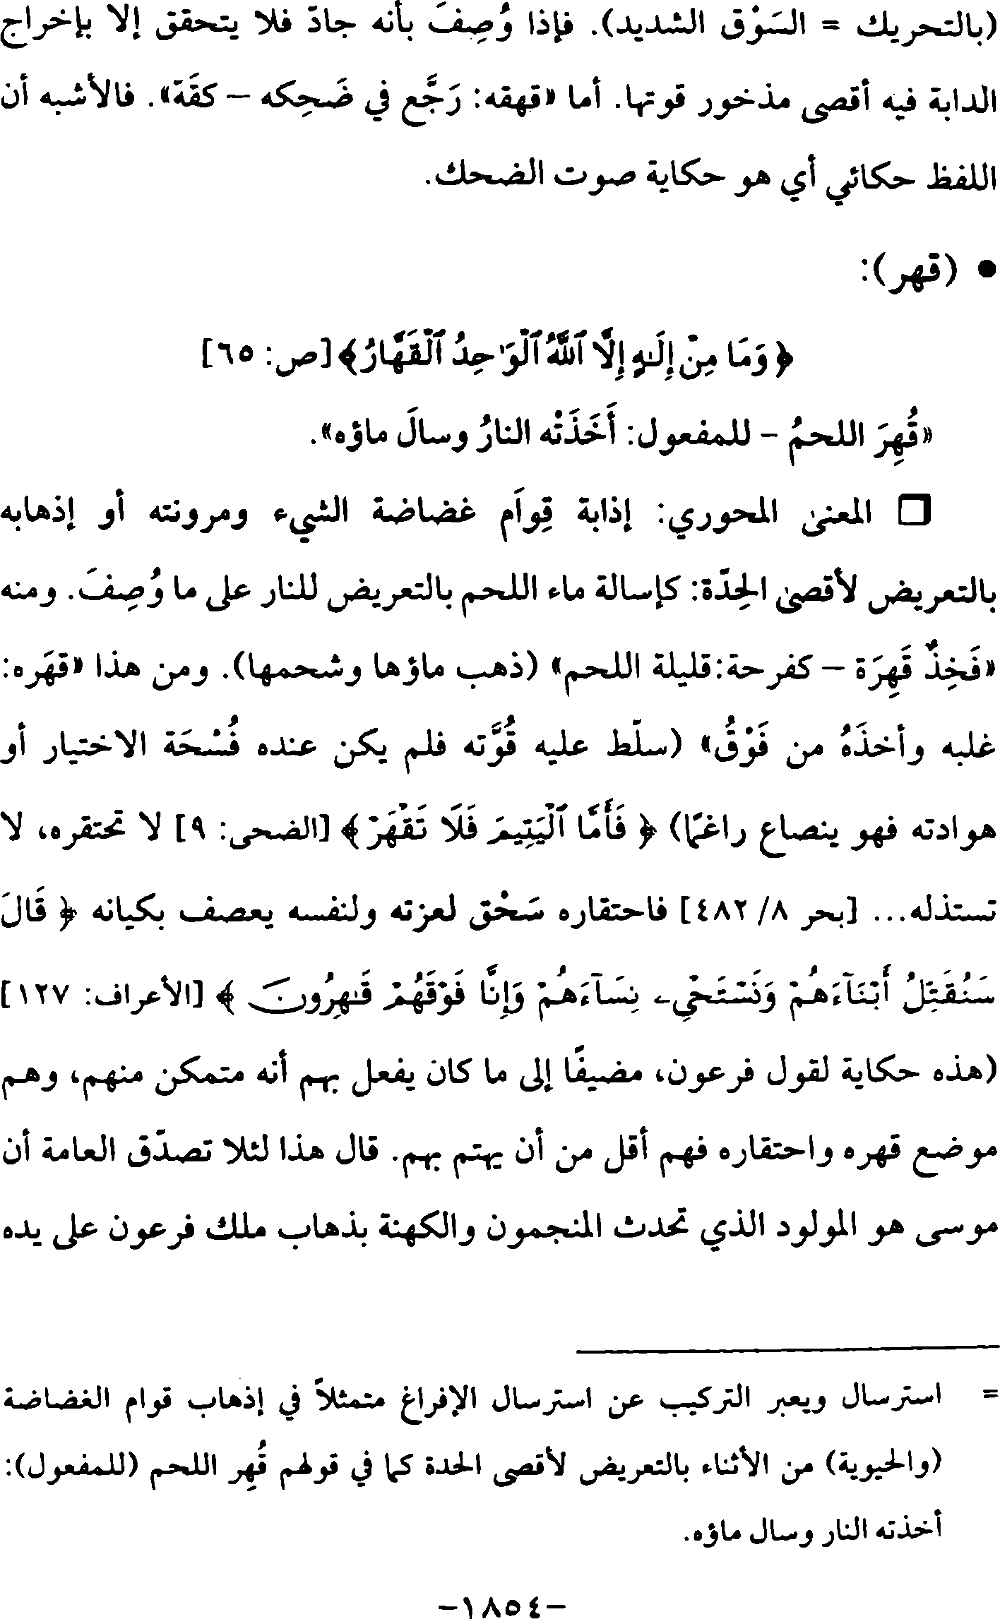 (بالتحريك = السَوْق الشديد). فإذا وُصِفَ بأنه جادّ فلا يتحقق إلا بإخراج
الدابة فيه أقصى مذخور قوتها. أما «قهقه: رَجَّع في ضَحِكه – كقَهّ». فالأشبه أن
اللفظ حكائي أي هو حكاية صوت الضحك.
• (قهر):
﴿ وَمَا مِنْ إِلَـٰهٍ إِلَّا ٱللَّهُ ٱلْوَٰحِدُ ٱلْقَهَّارُ ﴾ [ص: ٦٥]
«قُهِرَ اللحمُ – للمفعول: أَخَذَتْه النارُ وسالَ ماؤه».
❑ المعنى المحوري: إذابة قِوَام غضاضة الشيء ومرونته أو إذهابه
بالتعريض لأقصى الحِدّة: كإسالة ماء اللحم بالتعريض للنار على ما وُصِفَ. ومنه
«فَخِذٌ قَهِرَة – كفرحة: قليلة اللحم» (ذهب ماؤها وشحمها). ومن هذا «قهَره:
غلبه وأخذَهُ من فَوْقُ» (سلّط عليه قُوَّته فلم يكن عنده فُسْحَة الاختيار أو
هوادته فهو ينصاع راغمًا) ﴿ فَأَمَّا ٱلْيَتِيمَ فَلَا تَقْهَرْ ﴾ [الضحى: ٩] لا تحتقره، لا
تستذله... [بحر ٨/ ٤٨٢] فاحتقاره سَحْق لعزته ولنفسه يعصف بكيانه ﴿ قَالَ
سَنُقَتِّلُ أَبْنَآءَهُمْ وَنَسْتَحْىِۦ نِسَآءَهُمْ وَإِنَّا فَوْقَهُمْ قَـٰهِرُونَ ﴾ [الأعراف: ١٢٧]
(هذه حكاية لقول فرعون، مضيفًا إلى ما كان يفعل بهم أنه متمكن منهم، وهم
موضع قهره واحتقاره فهم أقل من أن يهتم بهم. قال هذا لئلا تصدّق العامة أن
موسى هو المولود الذي تحدث المنجمون والكهنة بذهاب ملك فرعون على يده
= استرسال ويعبر التركيب عن استرسال الإفراغ متمثلاً في إذهاب قوام الغضاضة
(والحيوية) من الأثناء بالتعريض لأقصى الحدة كما في قولهم قُهِر اللحم (للمفعول):
أخذته النار وسال ماؤه.
–١٨٥٤–